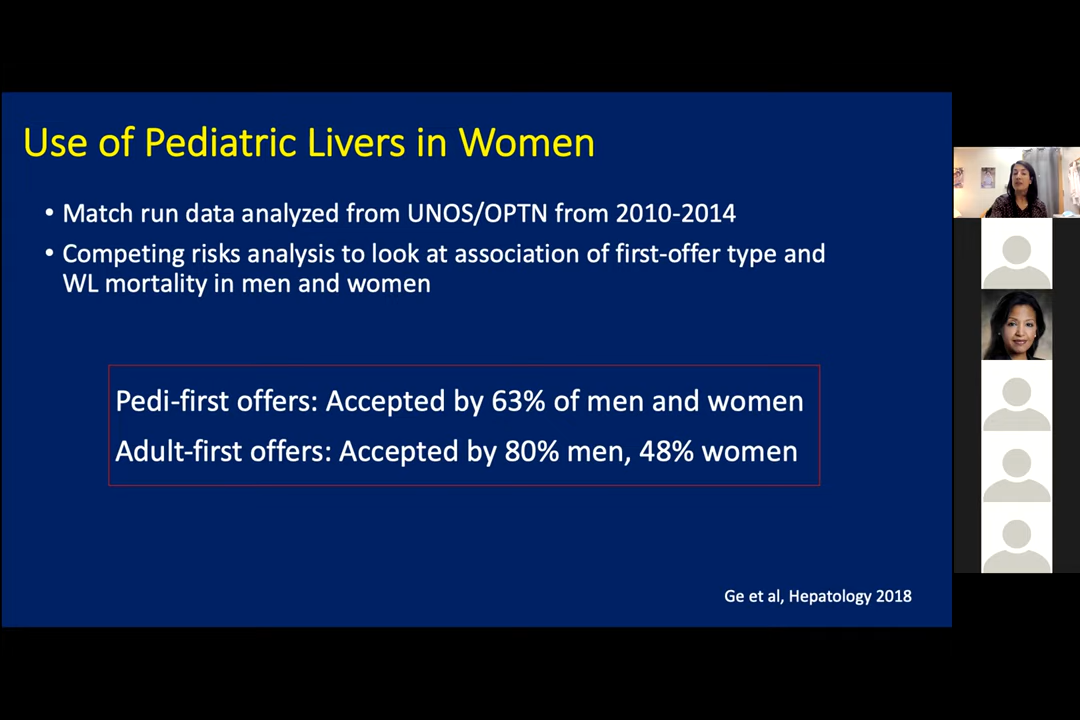 Use of Pediatric Livers in Women
• Match run data analyzed from UNOS/OPTN from 2010-2014
• Competing risks analysis to look at association of first-offer type and
WL mortality in men and women
Pedi-first offers: Accepted by 63% of men and women
Adult-first offers: Accepted by 80% men, 48% women
Ge et al, Hepatology 2018